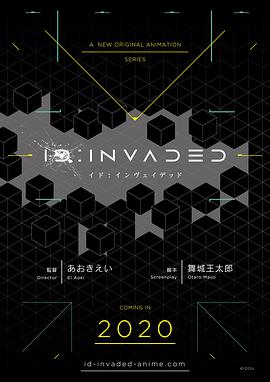 A NEW ORIGINAL ANIMATION
SERIES
ID:INVADED
イド：インヴェイデッド
監督 | あおきえい
Director | Ei Aoki
脚本 | 舞城王太郎
Screenplay | Otaro Maijo
COMING IN
2020
id-invaded-anime.com
©IDDU